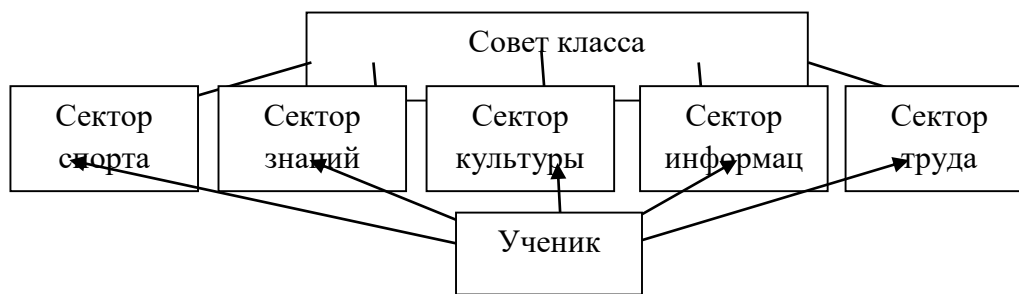 Совет класса
Сектор
спорта
Сектор
знаний
Сектор
культуры
Сектор
информац
Сектор
труда
Ученик